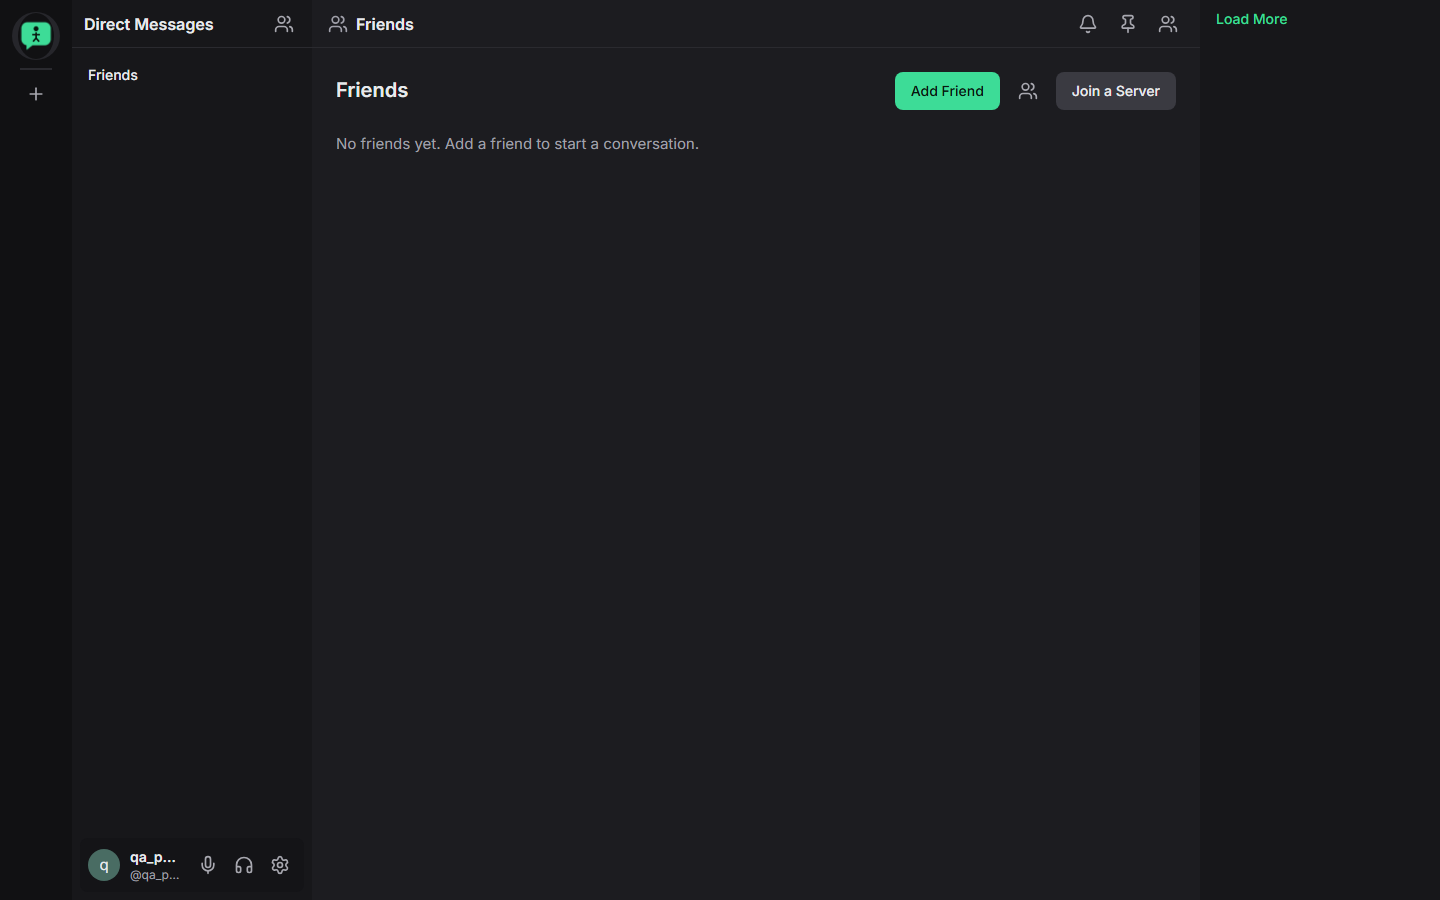 Direct Messages
Friends
Friends
Friends
Add Friend
Join a Server
No friends yet. Add a friend to start a conversation.
Load More
q
qa_p...
@qa_p...